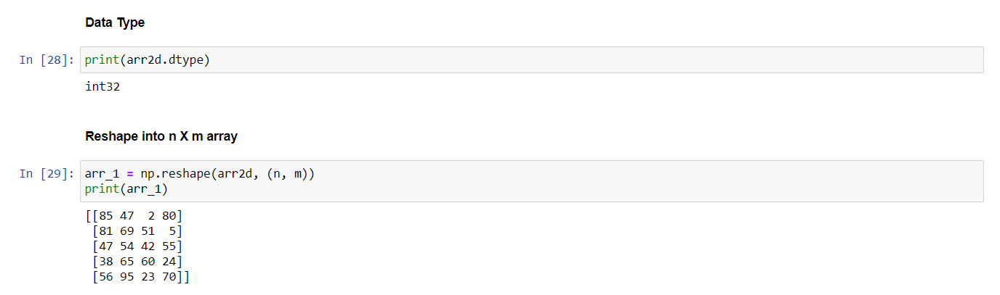 Data Type
In [28]: print(arr2d.dtype)
int32
Reshape into n X m array
In [29]: arr_1 = np.reshape(arr2d, (n, m))
print(arr_1)
[[85 47  2 80]
 [81 69 51  5]
 [47 54 42 55]
 [38 65 60 24]
 [56 95 23 70]]